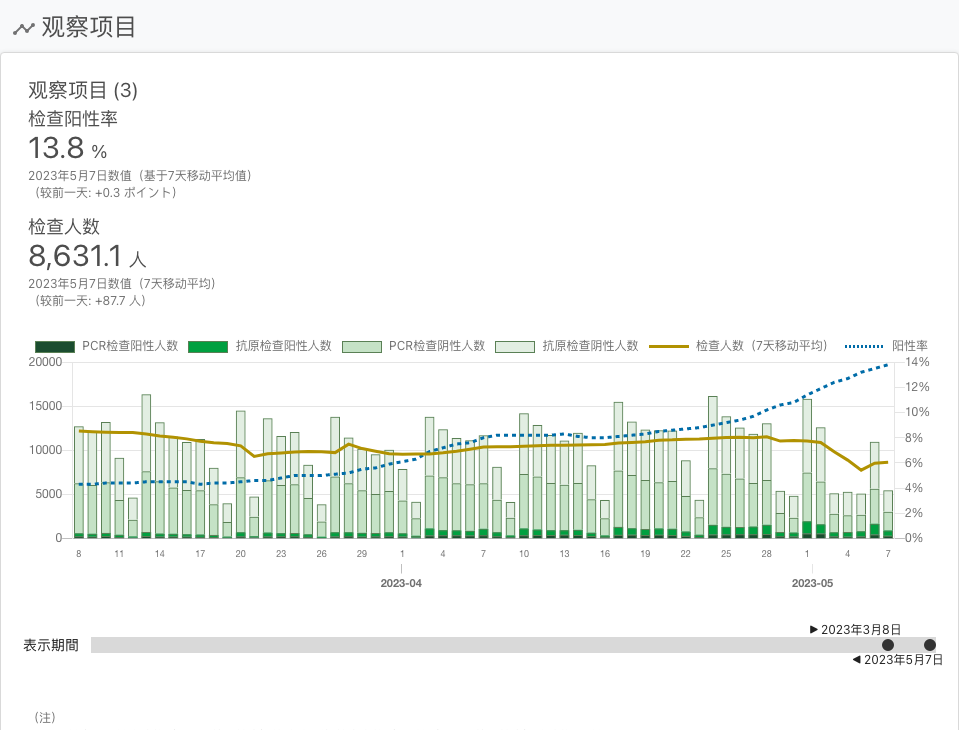 观察项目
观察项目 (3)
检查阳性率
13.8 %
2023年5月7日数值（基于7天移动平均值）
（较前一天: +0.3 ポイント）
检查人数
8,631.1 人
2023年5月7日数值（7天移动平均）
（较前一天: +87.7 人）
PCR检查阳性人数 抗原检查阳性人数 PCR检查阴性人数 抗原检查阴性人数 检查人数（7天移动平均） 阳性率
20000 14%
12%
15000
10%
10000 8%
6%
5000 4%
2%
0 0%
8 11 14 17 20 23 26 29 1 4 7 10 13 16 19 22 25 28 1 4 7
2023-04 2023-05
▶ 2023年3月8日
表示期間
◀ 2023年5月7日
（注）